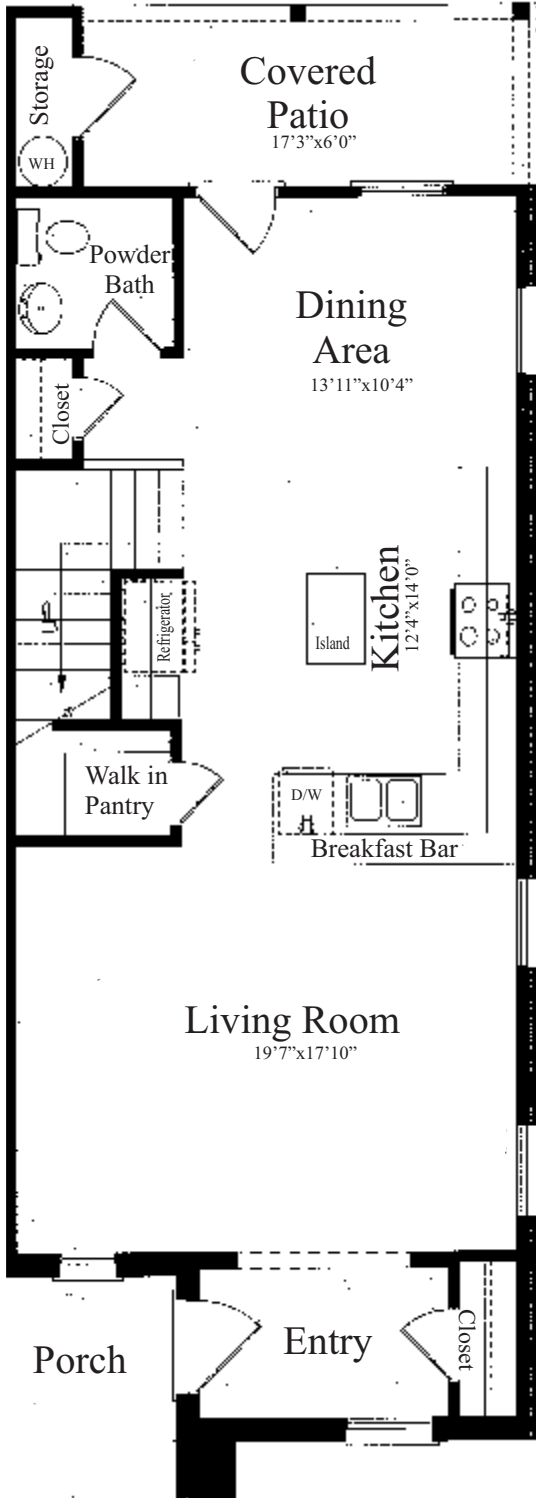 Storage
WH
Covered
Patio
17'3”x6'0”
Powder
Bath
Dining
Area
13'11”x10'4”
Closet
Up
Refrigerator
Island
Kitchen
12'4”x14'0”
Walk in
Pantry
D/W
Breakfast Bar
Living Room
19'7”x17'10”
Porch
Entry
Closet